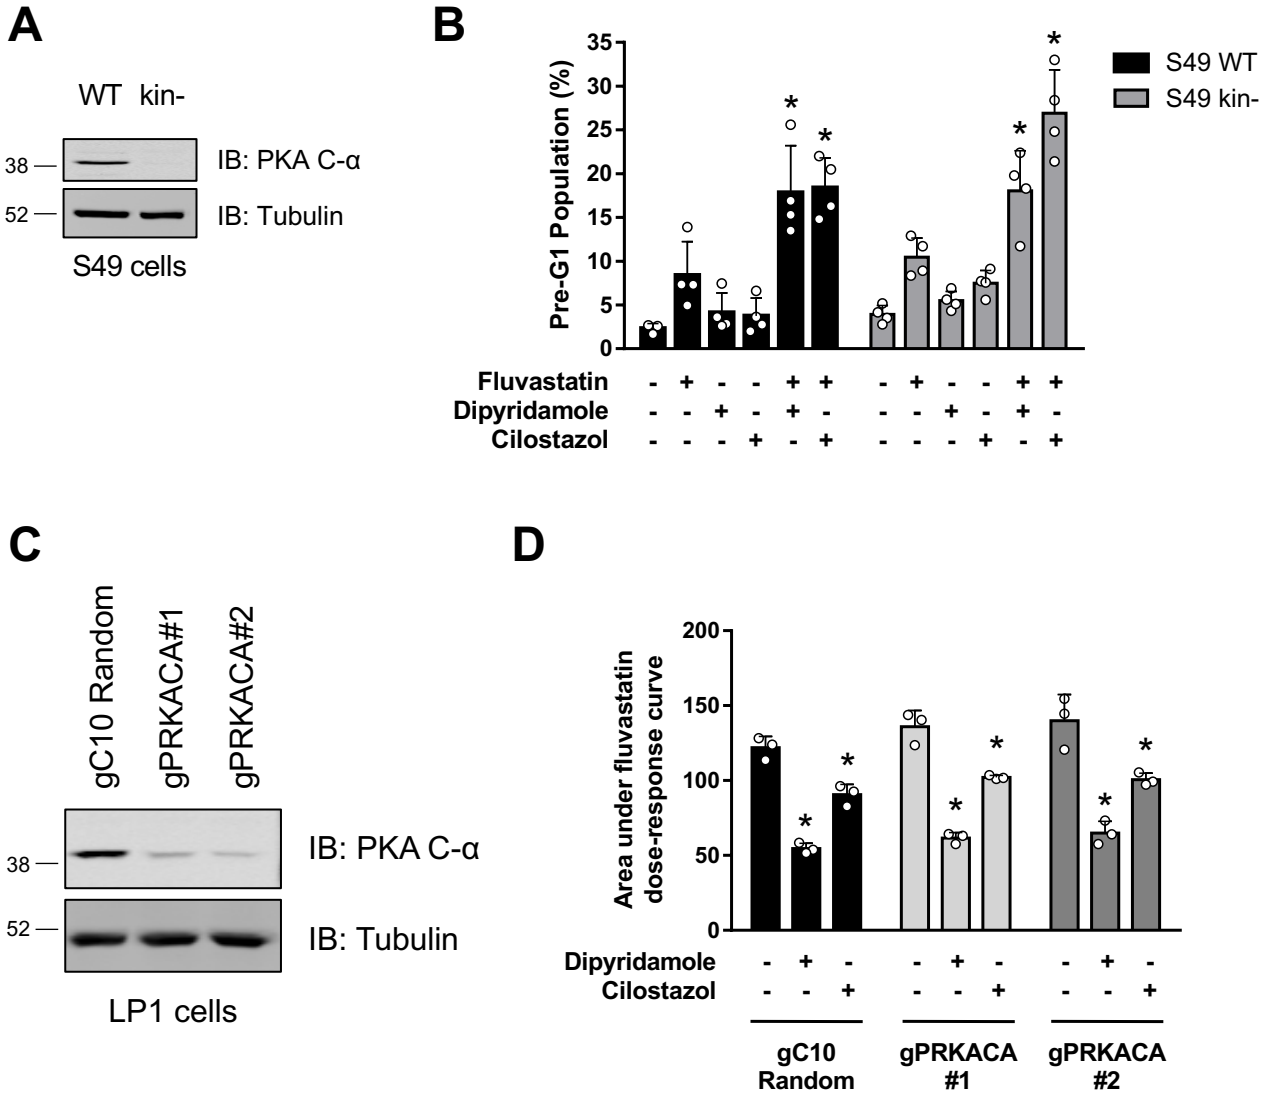 A
WT kin-
38
IB: PKA C-α
52
IB: Tubulin
S49 cells
B
Pre-G1 Population (%)
35
30
25
20
15
10
5
0
* * * *
S49 WT
S49 kin-
Fluvastatin - + - - + + - + - - + +
Dipyridamole - - + - + - - - + - + -
Cilostazol - - - + - + - - - + - +
C
gC10 Random
gPRKACA#1
gPRKACA#2
38
IB: PKA C-α
52
IB: Tubulin
LP1 cells
D
Area under fluvastatin
dose-response curve
200
150
100
50
0
* * * * * *
Dipyridamole - + - - + - - + -
Cilostazol - - + - - + - - +
gC10
Random
gPRKACA
#1
gPRKACA
#2